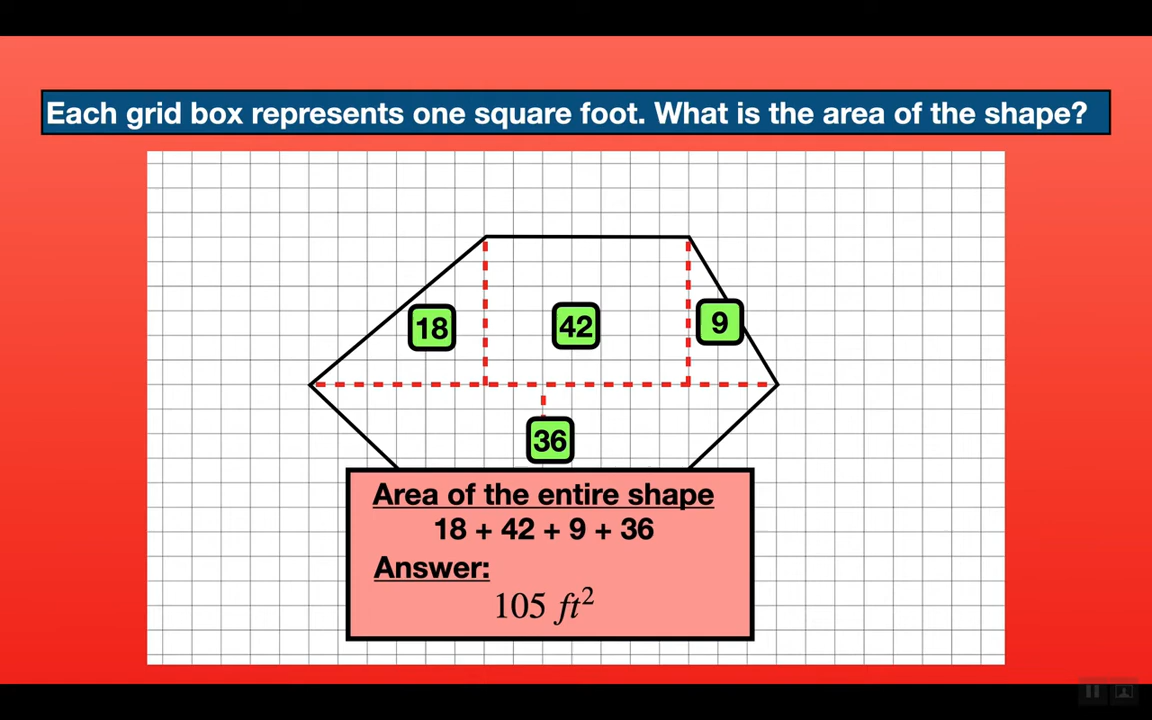 Each grid box represents one square foot. What is the area of the shape?
18
42
9
36
Area of the entire shape
18 + 42 + 9 + 36
Answer:
105 ft²